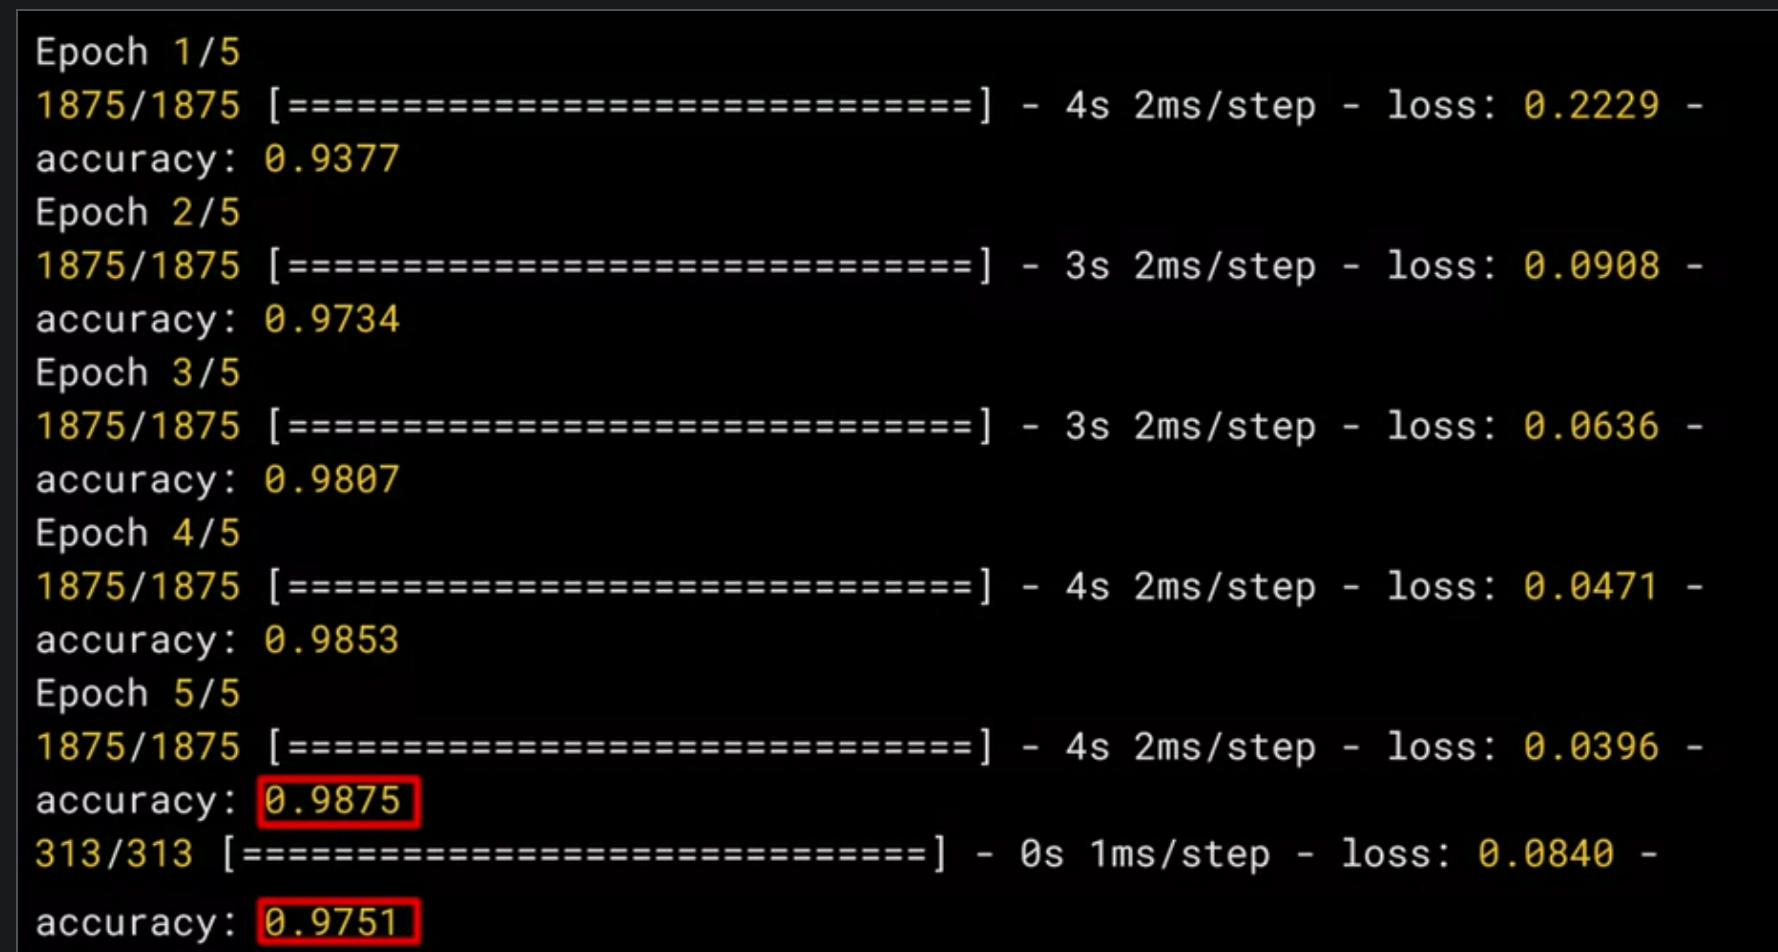 Epoch 1/5
1875/1875 [==============================] - 4s 2ms/step - loss: 0.2229 -
accuracy: 0.9377
Epoch 2/5
1875/1875 [==============================] - 3s 2ms/step - loss: 0.0908 -
accuracy: 0.9734
Epoch 3/5
1875/1875 [==============================] - 3s 2ms/step - loss: 0.0636 -
accuracy: 0.9807
Epoch 4/5
1875/1875 [==============================] - 4s 2ms/step - loss: 0.0471 -
accuracy: 0.9853
Epoch 5/5
1875/1875 [==============================] - 4s 2ms/step - loss: 0.0396 -
accuracy: 0.9875
313/313 [==============================] - 0s 1ms/step - loss: 0.0840 -
accuracy: 0.9751